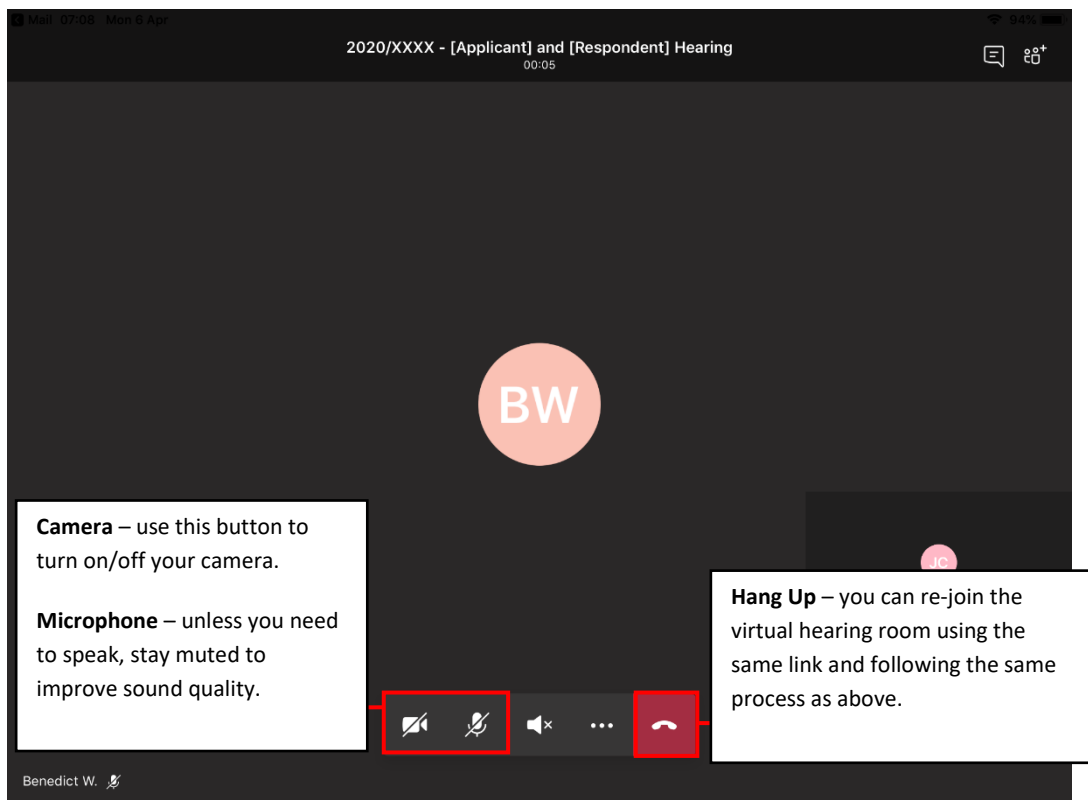 Mail 07:08 Mon 6 Apr
94%
2020/XXXX - [Applicant] and [Respondent] Hearing
00:05
BW
Camera – use this button to
turn on/off your camera.
Microphone – unless you need
to speak, stay muted to
improve sound quality.
JC
Hang Up – you can re-join the
virtual hearing room using the
same link and following the same
process as above.
Benedict W.